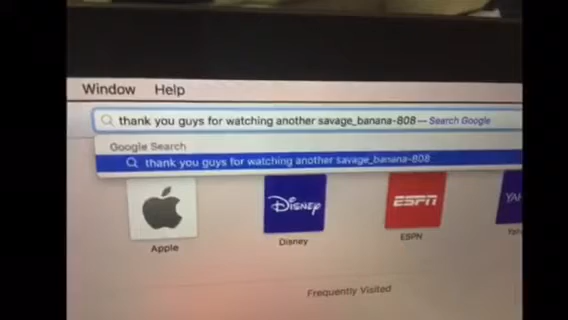 Window Help
thank you guys for watching another savage_banana-808 — Search Google
Google Search
thank you guys for watching another savage_banana-808
Disney ESPN YA
Apple Disney ESPN
Frequently Visited